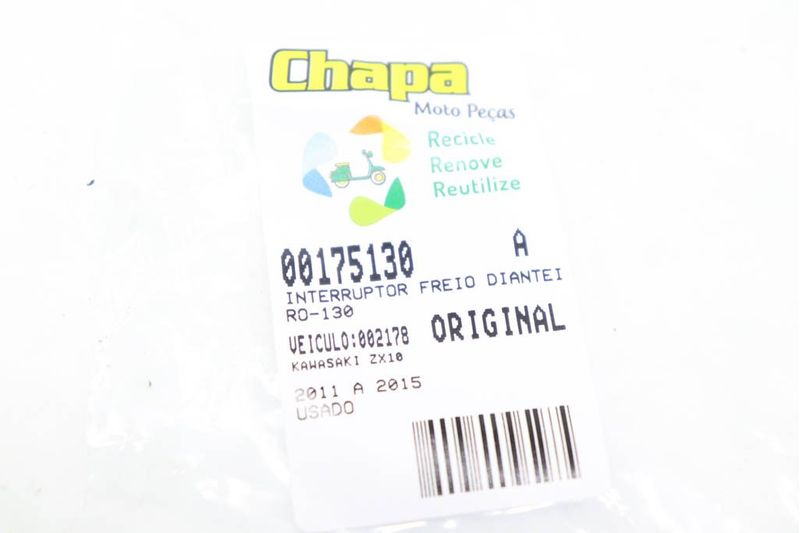 Chapa
Moto Peças
Recicle
Renove
Reutilize
00175130 A
INTERRUPTOR FREIO DIANTEI
RO-130
VEICULO:002178 ORIGINAL
KAWASAKI ZX10
2011 A 2015
USADO